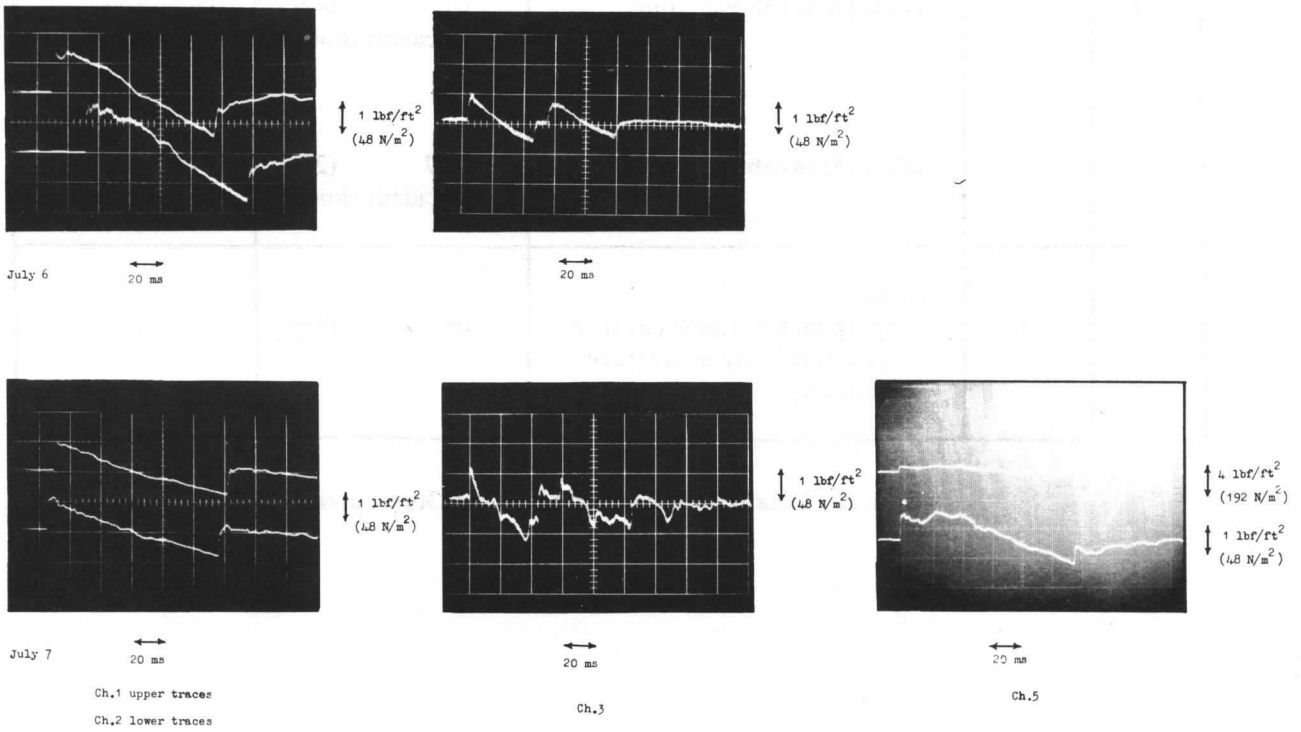 1 lbf/ft²
(48 N/m²)
1 lbf/ft²
(48 N/m²)
July 6
20 ms
20 ms
1 lbf/ft²
(48 N/m²)
1 lbf/ft²
(48 N/m²)
4 lbf/ft²
(192 N/m²)
1 lbf/ft²
(48 N/m²)
July 7
20 ms
20 ms
20 ms
Ch.1 upper traces
Ch.2 lower traces
Ch.3
Ch.5